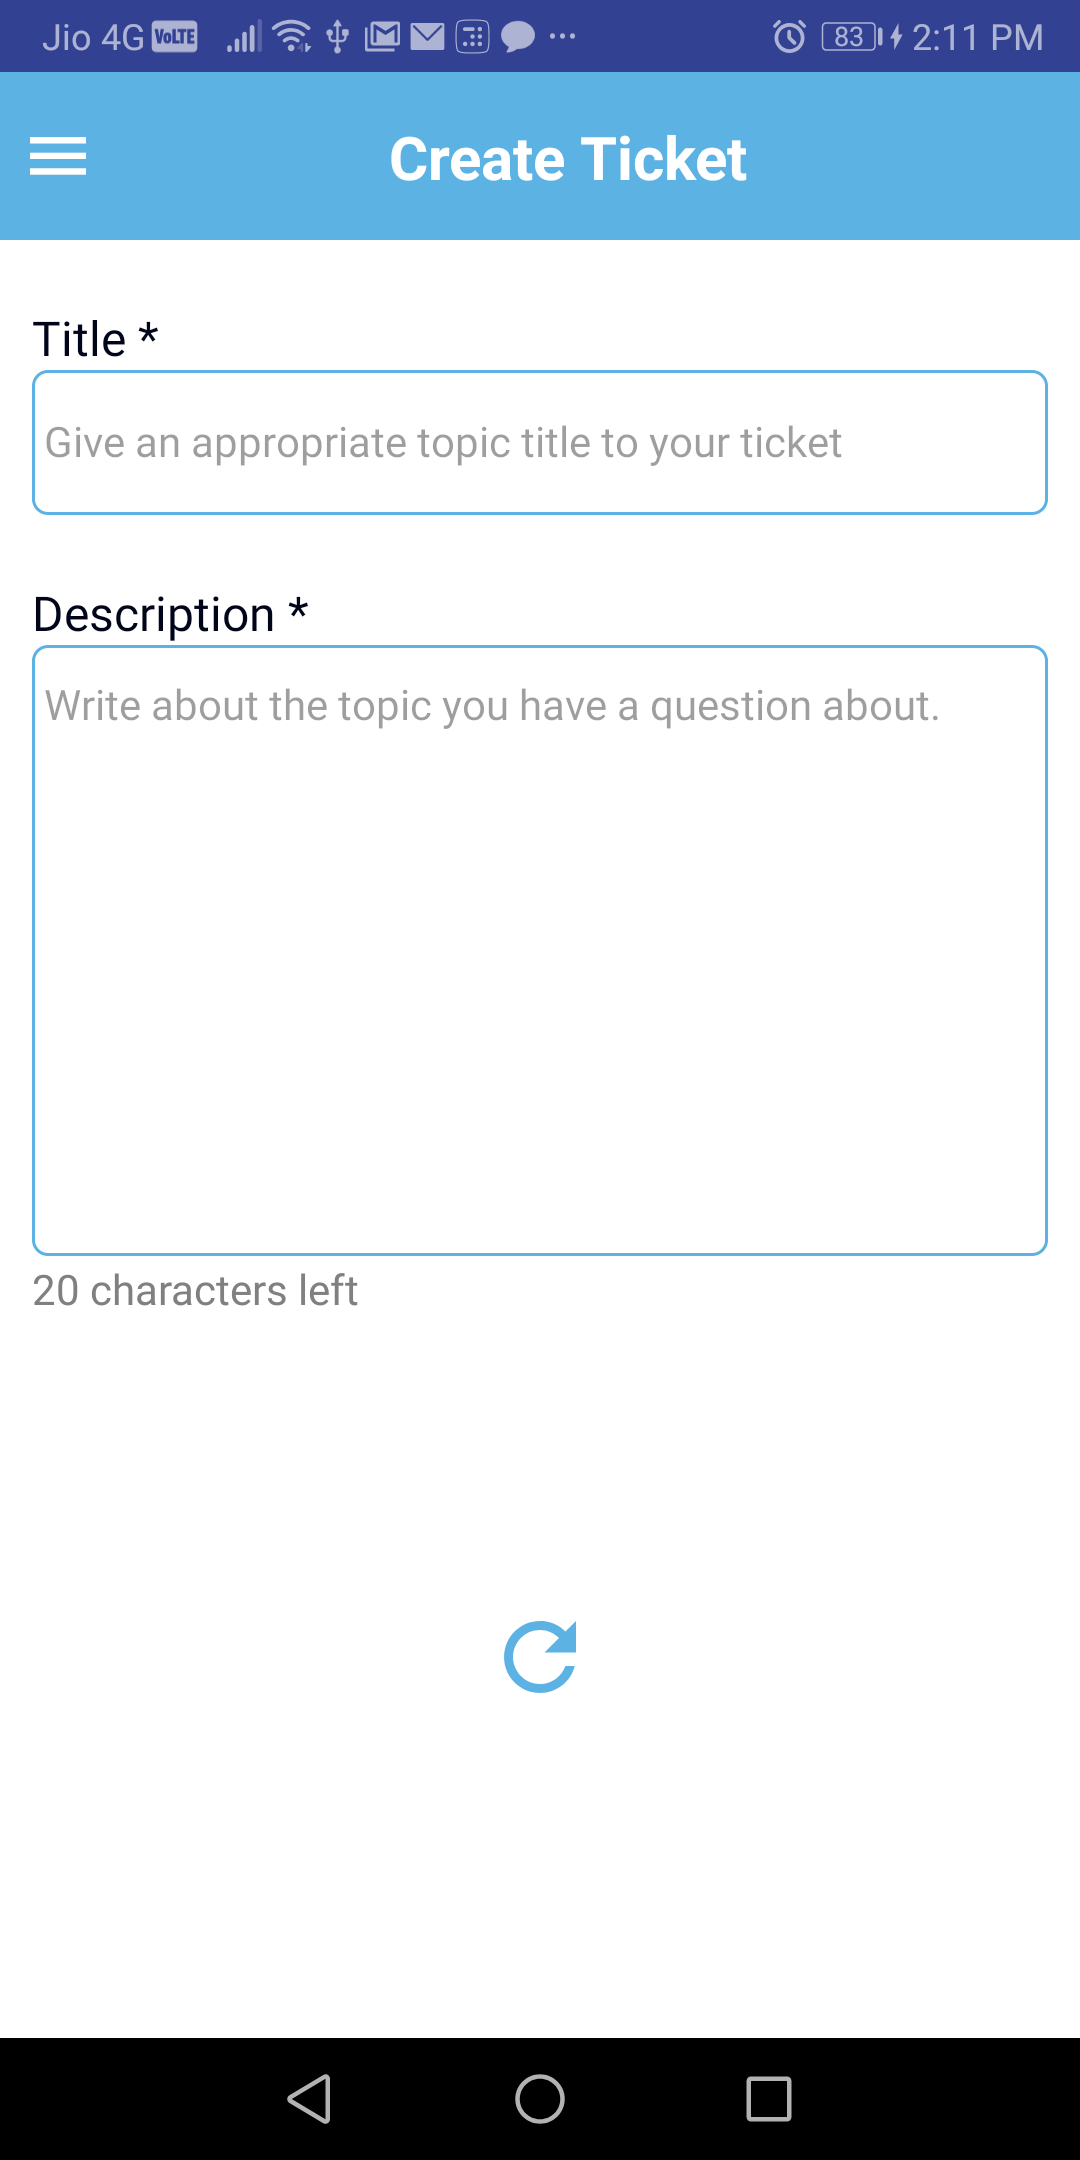 Jio 4G VoLTE 83 2:11 PM
Create Ticket
Title *
Give an appropriate topic title to your ticket
Description *
Write about the topic you have a question about.
20 characters left